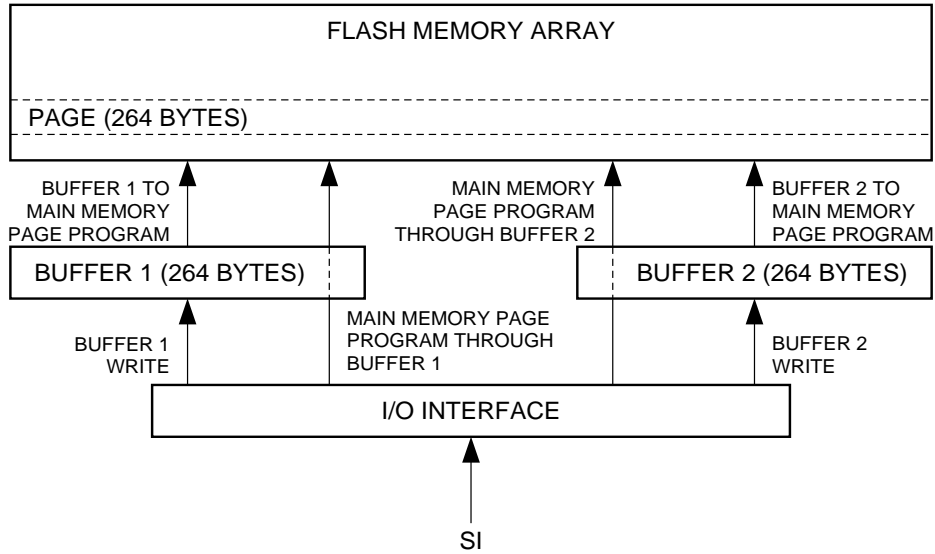 FLASH MEMORY ARRAY
PAGE (264 BYTES)
BUFFER 1 TO
MAIN MEMORY
PAGE PROGRAM
MAIN MEMORY
PAGE PROGRAM
THROUGH BUFFER 2
BUFFER 2 TO
MAIN MEMORY
PAGE PROGRAM
BUFFER 1 (264 BYTES)
BUFFER 2 (264 BYTES)
BUFFER 1
WRITE
MAIN MEMORY PAGE
PROGRAM THROUGH
BUFFER 1
BUFFER 2
WRITE
I/O INTERFACE
SI